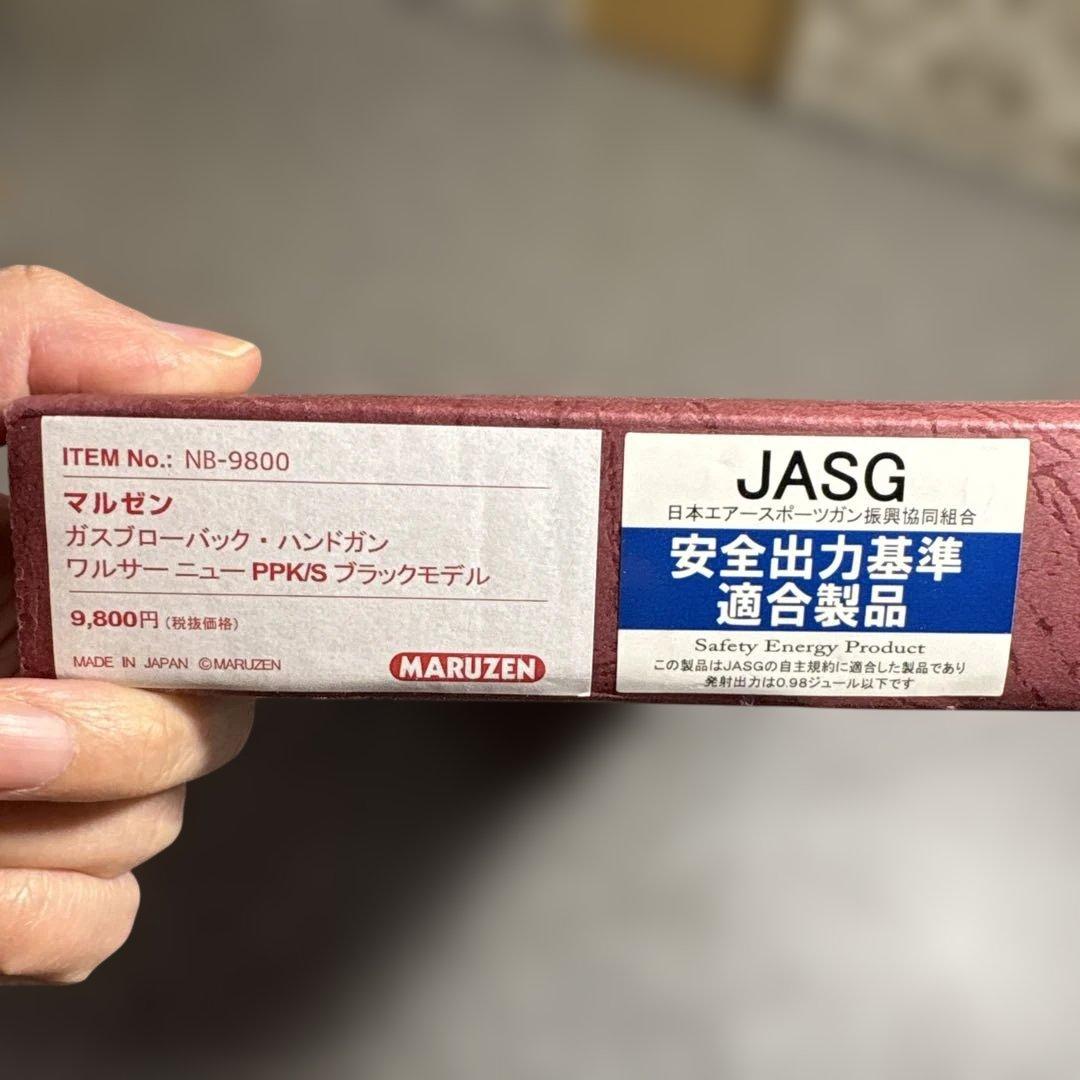 ITEM No.: NB-9800
マルゼン
ガスブローバック・ハンドガン
ワルサー ニュー PPK/S ブラックモデル
9,800円 (税抜価格)
MADE IN JAPAN ©MARUZEN
MARUZEN
JASG
日本エアースポーツガン振興協同組合
安全出力基準
適合製品
Safety Energy Product
この製品はJASGの自主規約に適合した製品であり
発射出力は0.98ジュール以下です